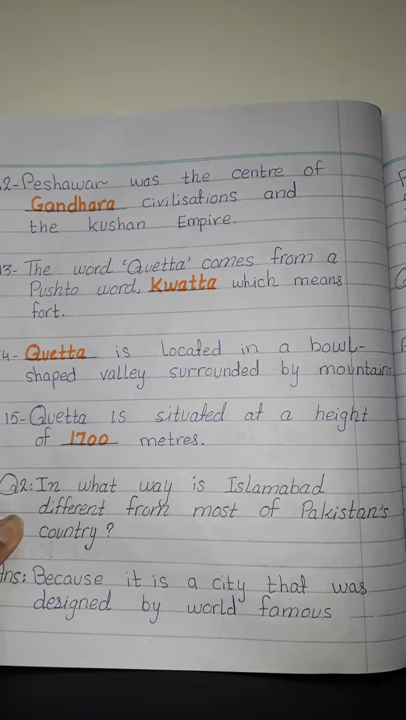 12-Peshawar was the centre of
Gandhara civilisations and
the kushan Empire.
13- The word 'Quetta' comes from a
Pushto word, Kwatta which means
fort.
14- Quetta is located in a bowl-
shaped valley surrounded by mountains
15-Quetta is situated at a height
of 1700 metres.
Q2: In what way is Islamabad
different from most of Pakistan's
country?
Ans: Because it is a city that was
designed by world famous